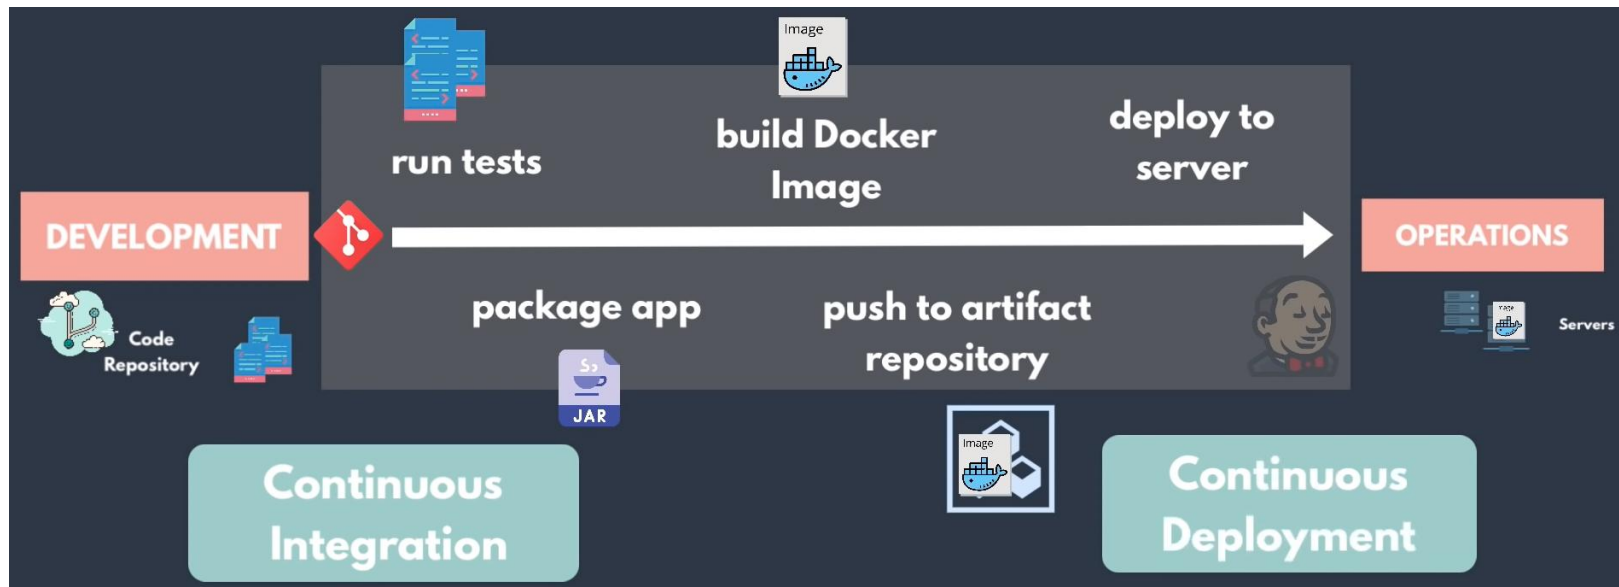 Image
run tests
build Docker
Image
deploy to
server
DEVELOPMENT
OPERATIONS
package app
push to artifact
repository
Code
Repository
JAR
Image
Servers
Image
Continuous
Integration
Continuous
Deployment